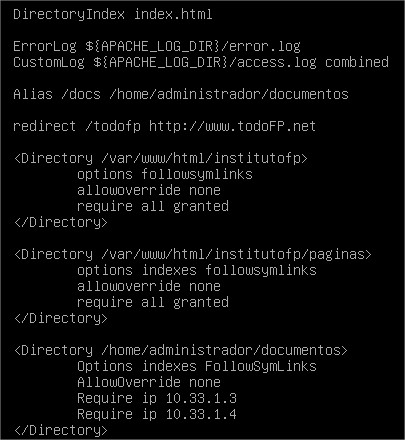 DirectoryIndex index.html
ErrorLog ${APACHE_LOG_DIR}/error.log
CustomLog ${APACHE_LOG_DIR}/access.log combined
Alias /docs /home/administrador/documentos
redirect /todofp http://www.todoFP.net
<Directory /var/www/html/institutofp>
options followsymlinks
allowoverride none
require all granted
</Directory>
<Directory /var/www/html/institutofp/paginas>
options indexes followsymlinks
allowoverride none
require all granted
</Directory>
<Directory /home/administrador/documentos>
Options indexes FollowSymLinks
AllowOverride none
Require ip 10.33.1.3
Require ip 10.33.1.4
</Directory>